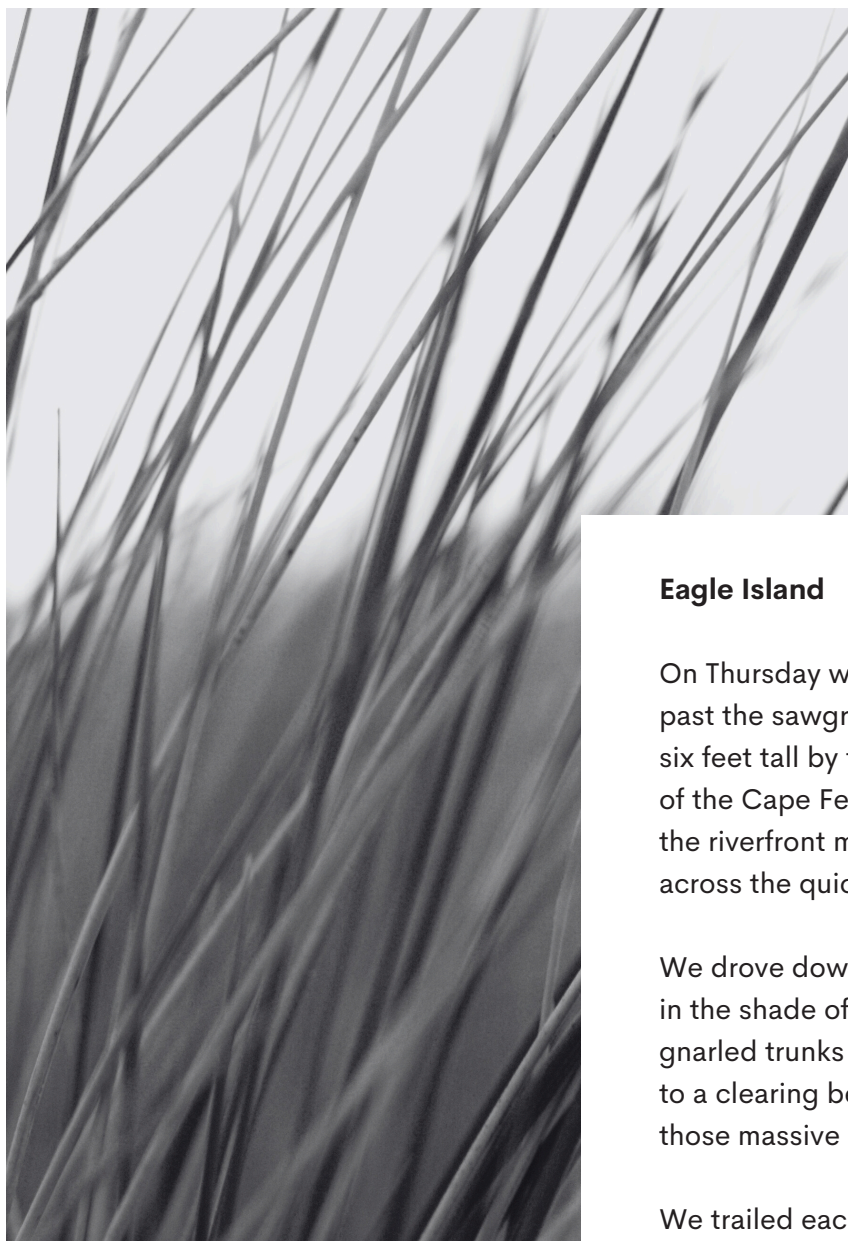 Eagle Island
On Thursday w
past the sawgr
six feet tall by
of the Cape Fe
the riverfront m
across the quic
We drove dow
in the shade of
gnarled trunks
to a clearing be
those massive
We trailed eac